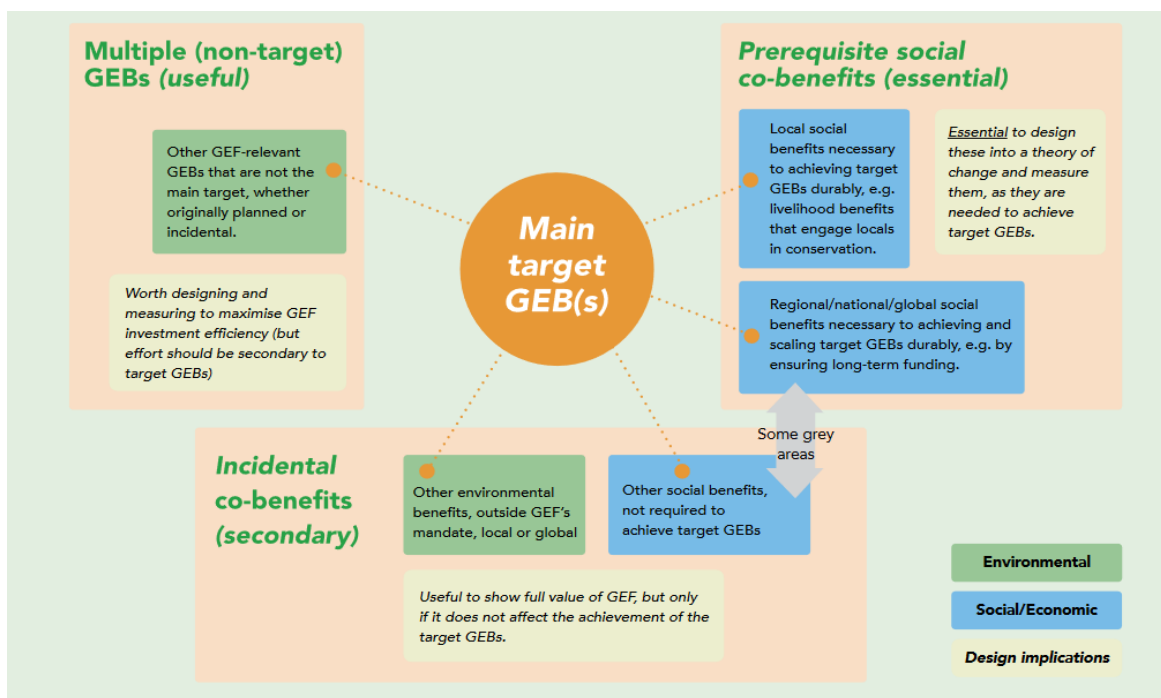 Multiple (non-target)
GEBs (useful)
Other GEF-relevant
GEBs that are not the
main target, whether
originally planned or
incidental.
Worth designing and
measuring to maximise GEF
investment efficiency (but
effort should be secondary to
target GEBs)
Main
target
GEB(s)
Prerequisite social
co-benefits (essential)
Local social
benefits necessary
to achieving target
GEBs durably, e.g.
livelihood benefits
that engage locals
in conservation.
Essential to design
these into a theory of
change and measure
them, as they are
needed to achieve
target GEBs.
Regional/national/global social
benefits necessary to achieving and
scaling target GEBs durably, e.g. by
ensuring long-term funding.
Some grey
areas
Incidental
co-benefits
(secondary)
Other environmental
benefits, outside GEF's
mandate, local or global
Other social benefits,
not required to
achieve target GEBs
Useful to show full value of GEF, but only
if it does not affect the achievement of the
target GEBs.
Environmental
Social/Economic
Design implications